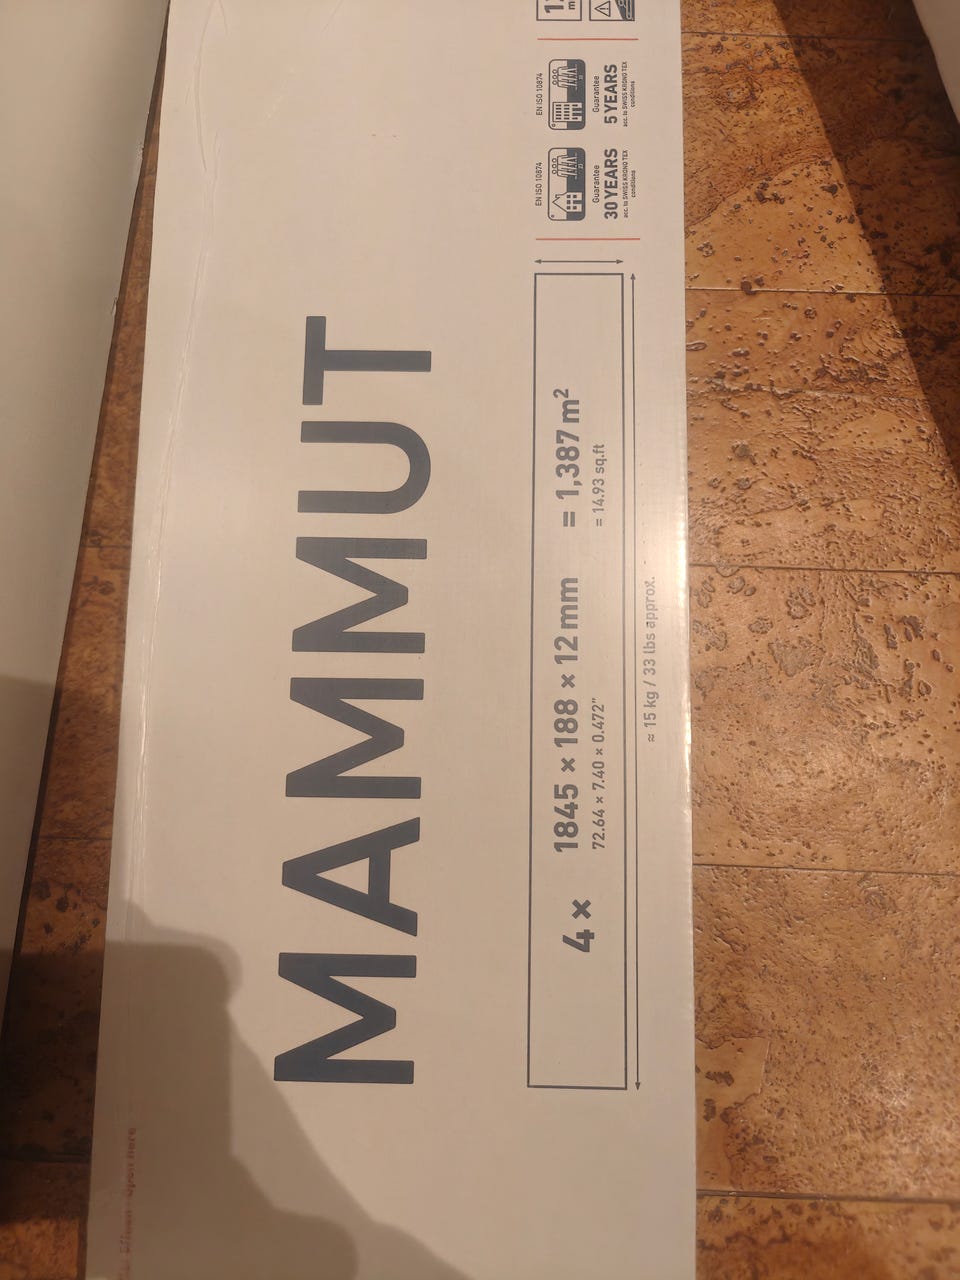 MAMMUT
4 × 1845 × 188 × 12 mm = 1,387 m²
72.64 × 7.40 × 0.472" = 14.93 sq.ft
≈ 15 kg / 33 lbs approx.
EN ISO 10874
Guarantee
30 YEARS
acc. to SWISS KRONO TEX
conditions
EN ISO 10874
Guarantee
5 YEARS
acc. to SWISS KRONO TEX
conditions
open here